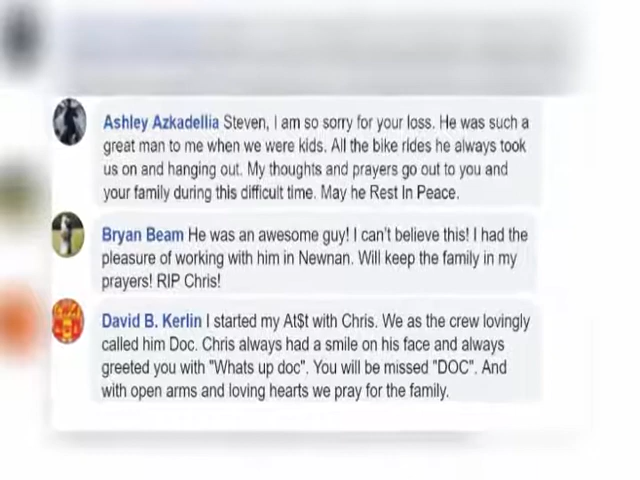 Ashley Azkadellia Steven, I am so sorry for your loss. He was such a
great man to me when we were kids. All the bike rides he always took
us on and hanging out. My thoughts and prayers go out to you and
your family during this difficult time. May he Rest In Peace.
Bryan Beam He was an awesome guy! I can't believe this! I had the
pleasure of working with him in Newnan. Will keep the family in my
prayers! RIP Chris!
David B. Kerlin I started my At$t with Chris. We as the crew lovingly
called him Doc. Chris always had a smile on his face and always
greeted you with "Whats up doc". You will be missed "DOC". And
with open arms and loving hearts we pray for the family.